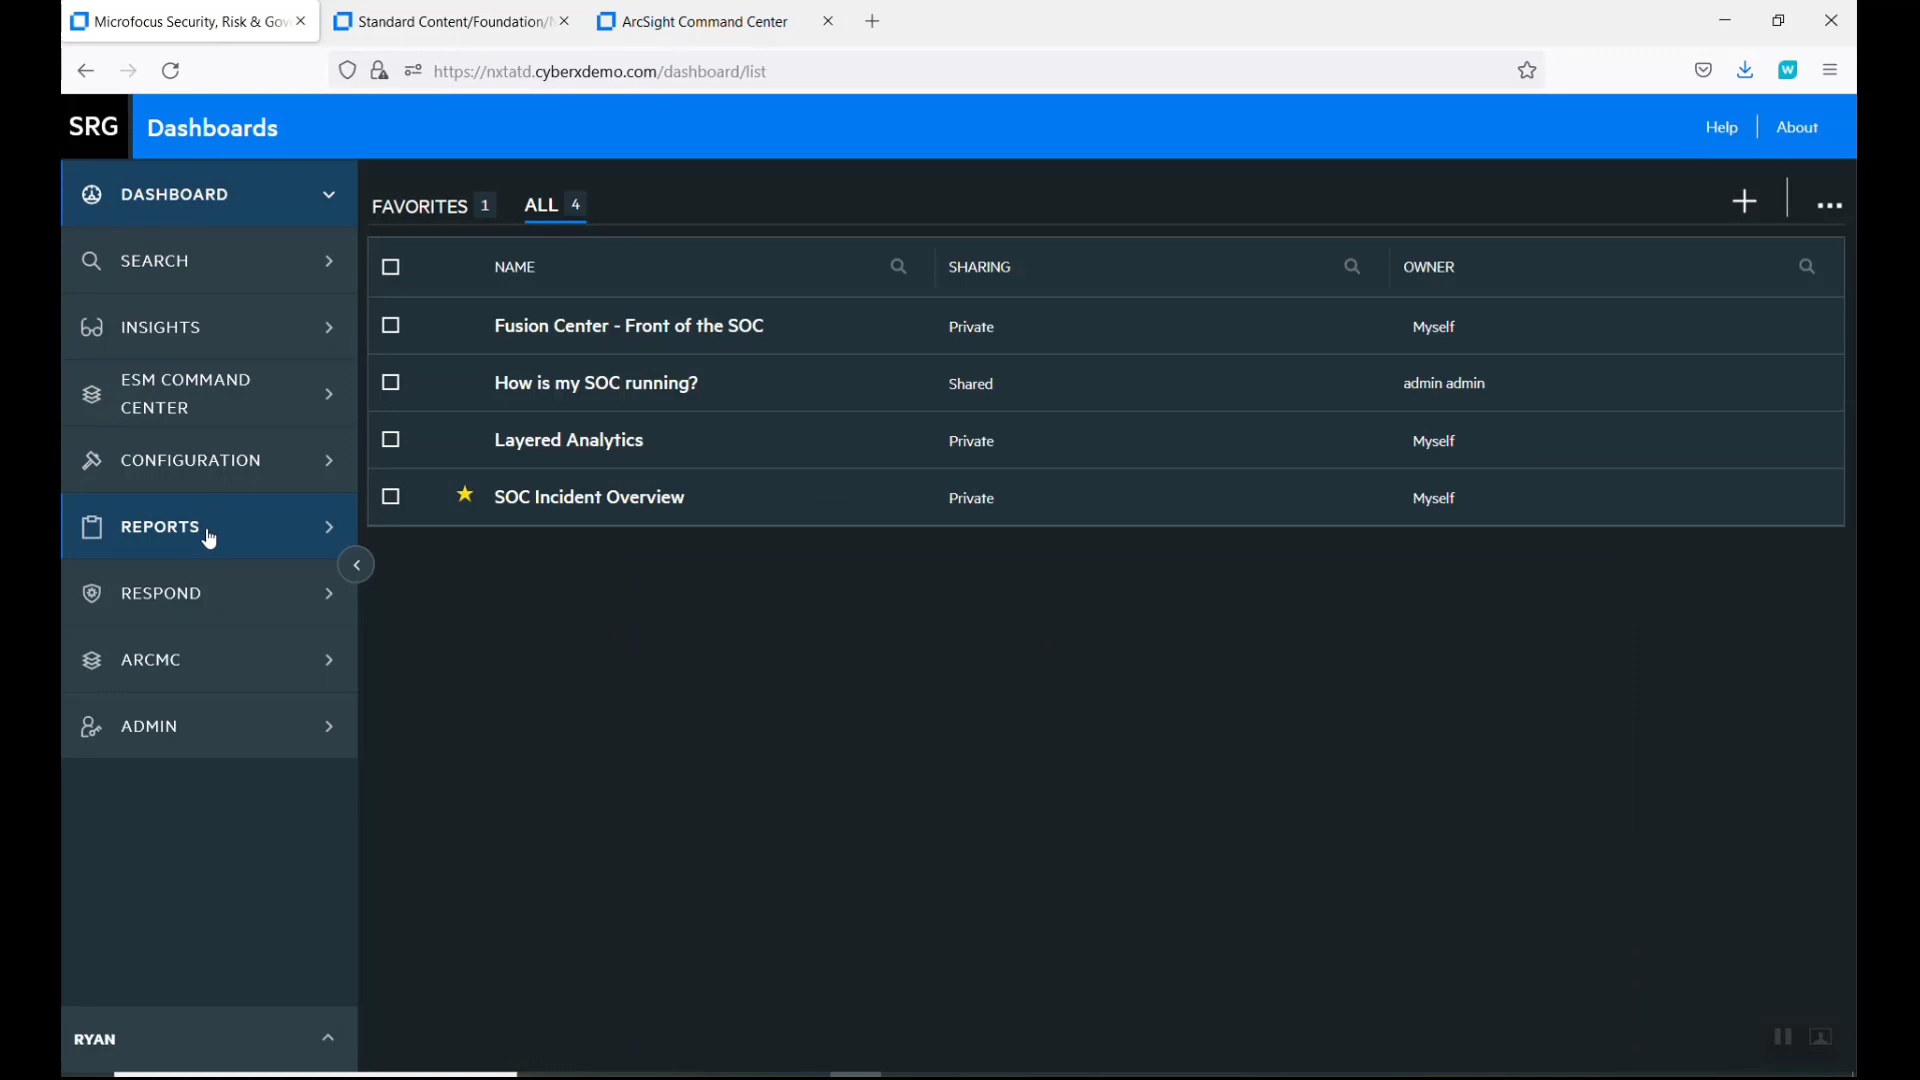 Microfocus Security, Risk & Gov
Standard Content/Foundation/
ArcSight Command Center
https://nxtatd.cyberxdemo.com/dashboard/list
W
SRG
Dashboards
Help
About
DASHBOARD
SEARCH
INSIGHTS
ESM COMMAND
CENTER
CONFIGURATION
REPORTS
RESPOND
ARCMC
ADMIN
RYAN
FAVORITES 1 ALL 4
NAME SHARING OWNER
Fusion Center - Front of the SOC Private Myself
How is my SOC running? Shared admin admin
Layered Analytics Private Myself
SOC Incident Overview Private Myself